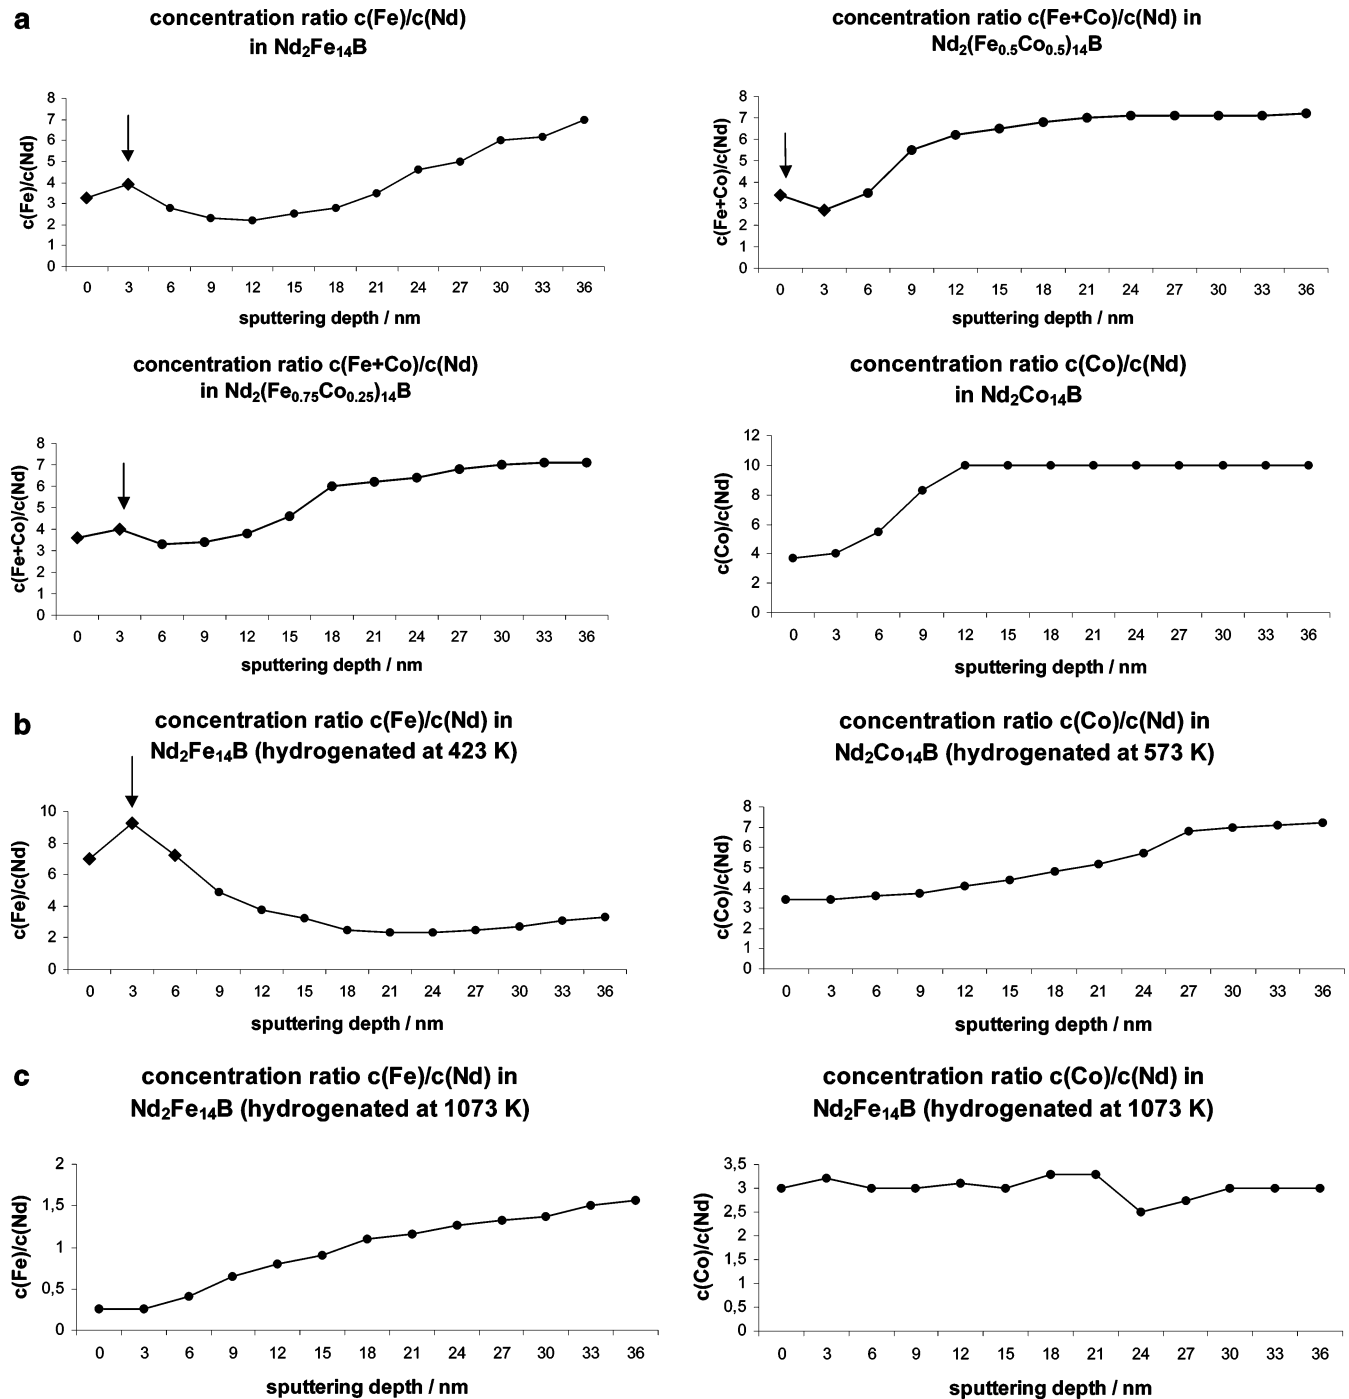 a
concentration ratio c(Fe)/c(Nd)
in Nd₂Fe₁₄B
8
7
6
5
4
3
2
1
0
c(Fe)/c(Nd)
0 3 6 9 12 15 18 21 24 27 30 33 36
sputtering depth / nm
concentration ratio c(Fe+Co)/c(Nd) in
Nd₂(Fe₀.₅Co₀.₅)₁₄B
8
7
6
5
4
3
2
1
0
c(Fe+Co)/c(Nd)
0 3 6 9 12 15 18 21 24 27 30 33 36
sputtering depth / nm
concentration ratio c(Fe+Co)/c(Nd)
in Nd₂(Fe₀.₇₅Co₀.₂₅)₁₄B
8
7
6
5
4
3
2
1
0
c(Fe+Co)/c(Nd)
0 3 6 9 12 15 18 21 24 27 30 33 36
sputtering depth / nm
concentration ratio c(Co)/c(Nd)
in Nd₂Co₁₄B
12
10
8
6
4
2
0
c(Co)/c(Nd)
0 3 6 9 12 15 18 21 24 27 30 33 36
sputtering depth / nm
b
concentration ratio c(Fe)/c(Nd) in
Nd₂Fe₁₄B (hydrogenated at 423 K)
10
8
6
4
2
0
c(Fe)/c(Nd)
0 3 6 9 12 15 18 21 24 27 30 33 36
sputtering depth / nm
concentration ratio c(Co)/c(Nd) in
Nd₂Co₁₄B (hydrogenated at 573 K)
8
7
6
5
4
3
2
1
0
c(Co)/c(Nd)
0 3 6 9 12 15 18 21 24 27 30 33 36
sputtering depth / nm
c
concentration ratio c(Fe)/c(Nd) in
Nd₂Fe₁₄B (hydrogenated at 1073 K)
2
1,5
1
0,5
0
c(Fe)/c(Nd)
0 3 6 9 12 15 18 21 24 27 30 33 36
sputtering depth / nm
concentration ratio c(Co)/c(Nd) in
Nd₂Fe₁₄B (hydrogenated at 1073 K)
3,5
3
2,5
2
1,5
1
0,5
0
c(Co)/c(Nd)
0 3 6 9 12 15 18 21 24 27 30 33 36
sputtering depth / nm